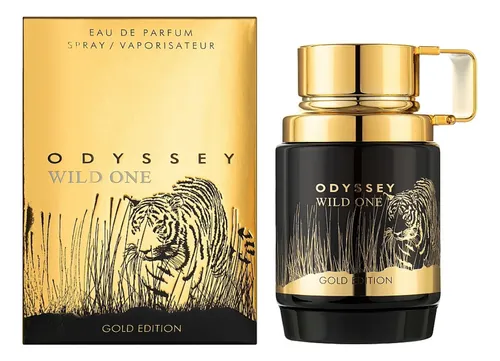 EAU DE PARFUM
SPRAY / VAPORISATEUR
ODYSSEY
WILD ONE
GOLD EDITION
ODYSSEY
WILD ONE
GOLD EDITION